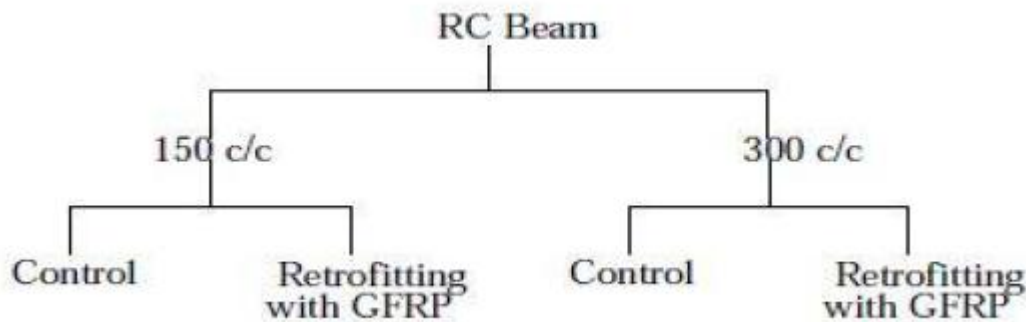 RC Beam
150 c/c
300 c/c
Control
Retrofitting
with GFRP
Control
Retrofitting
with GFRP